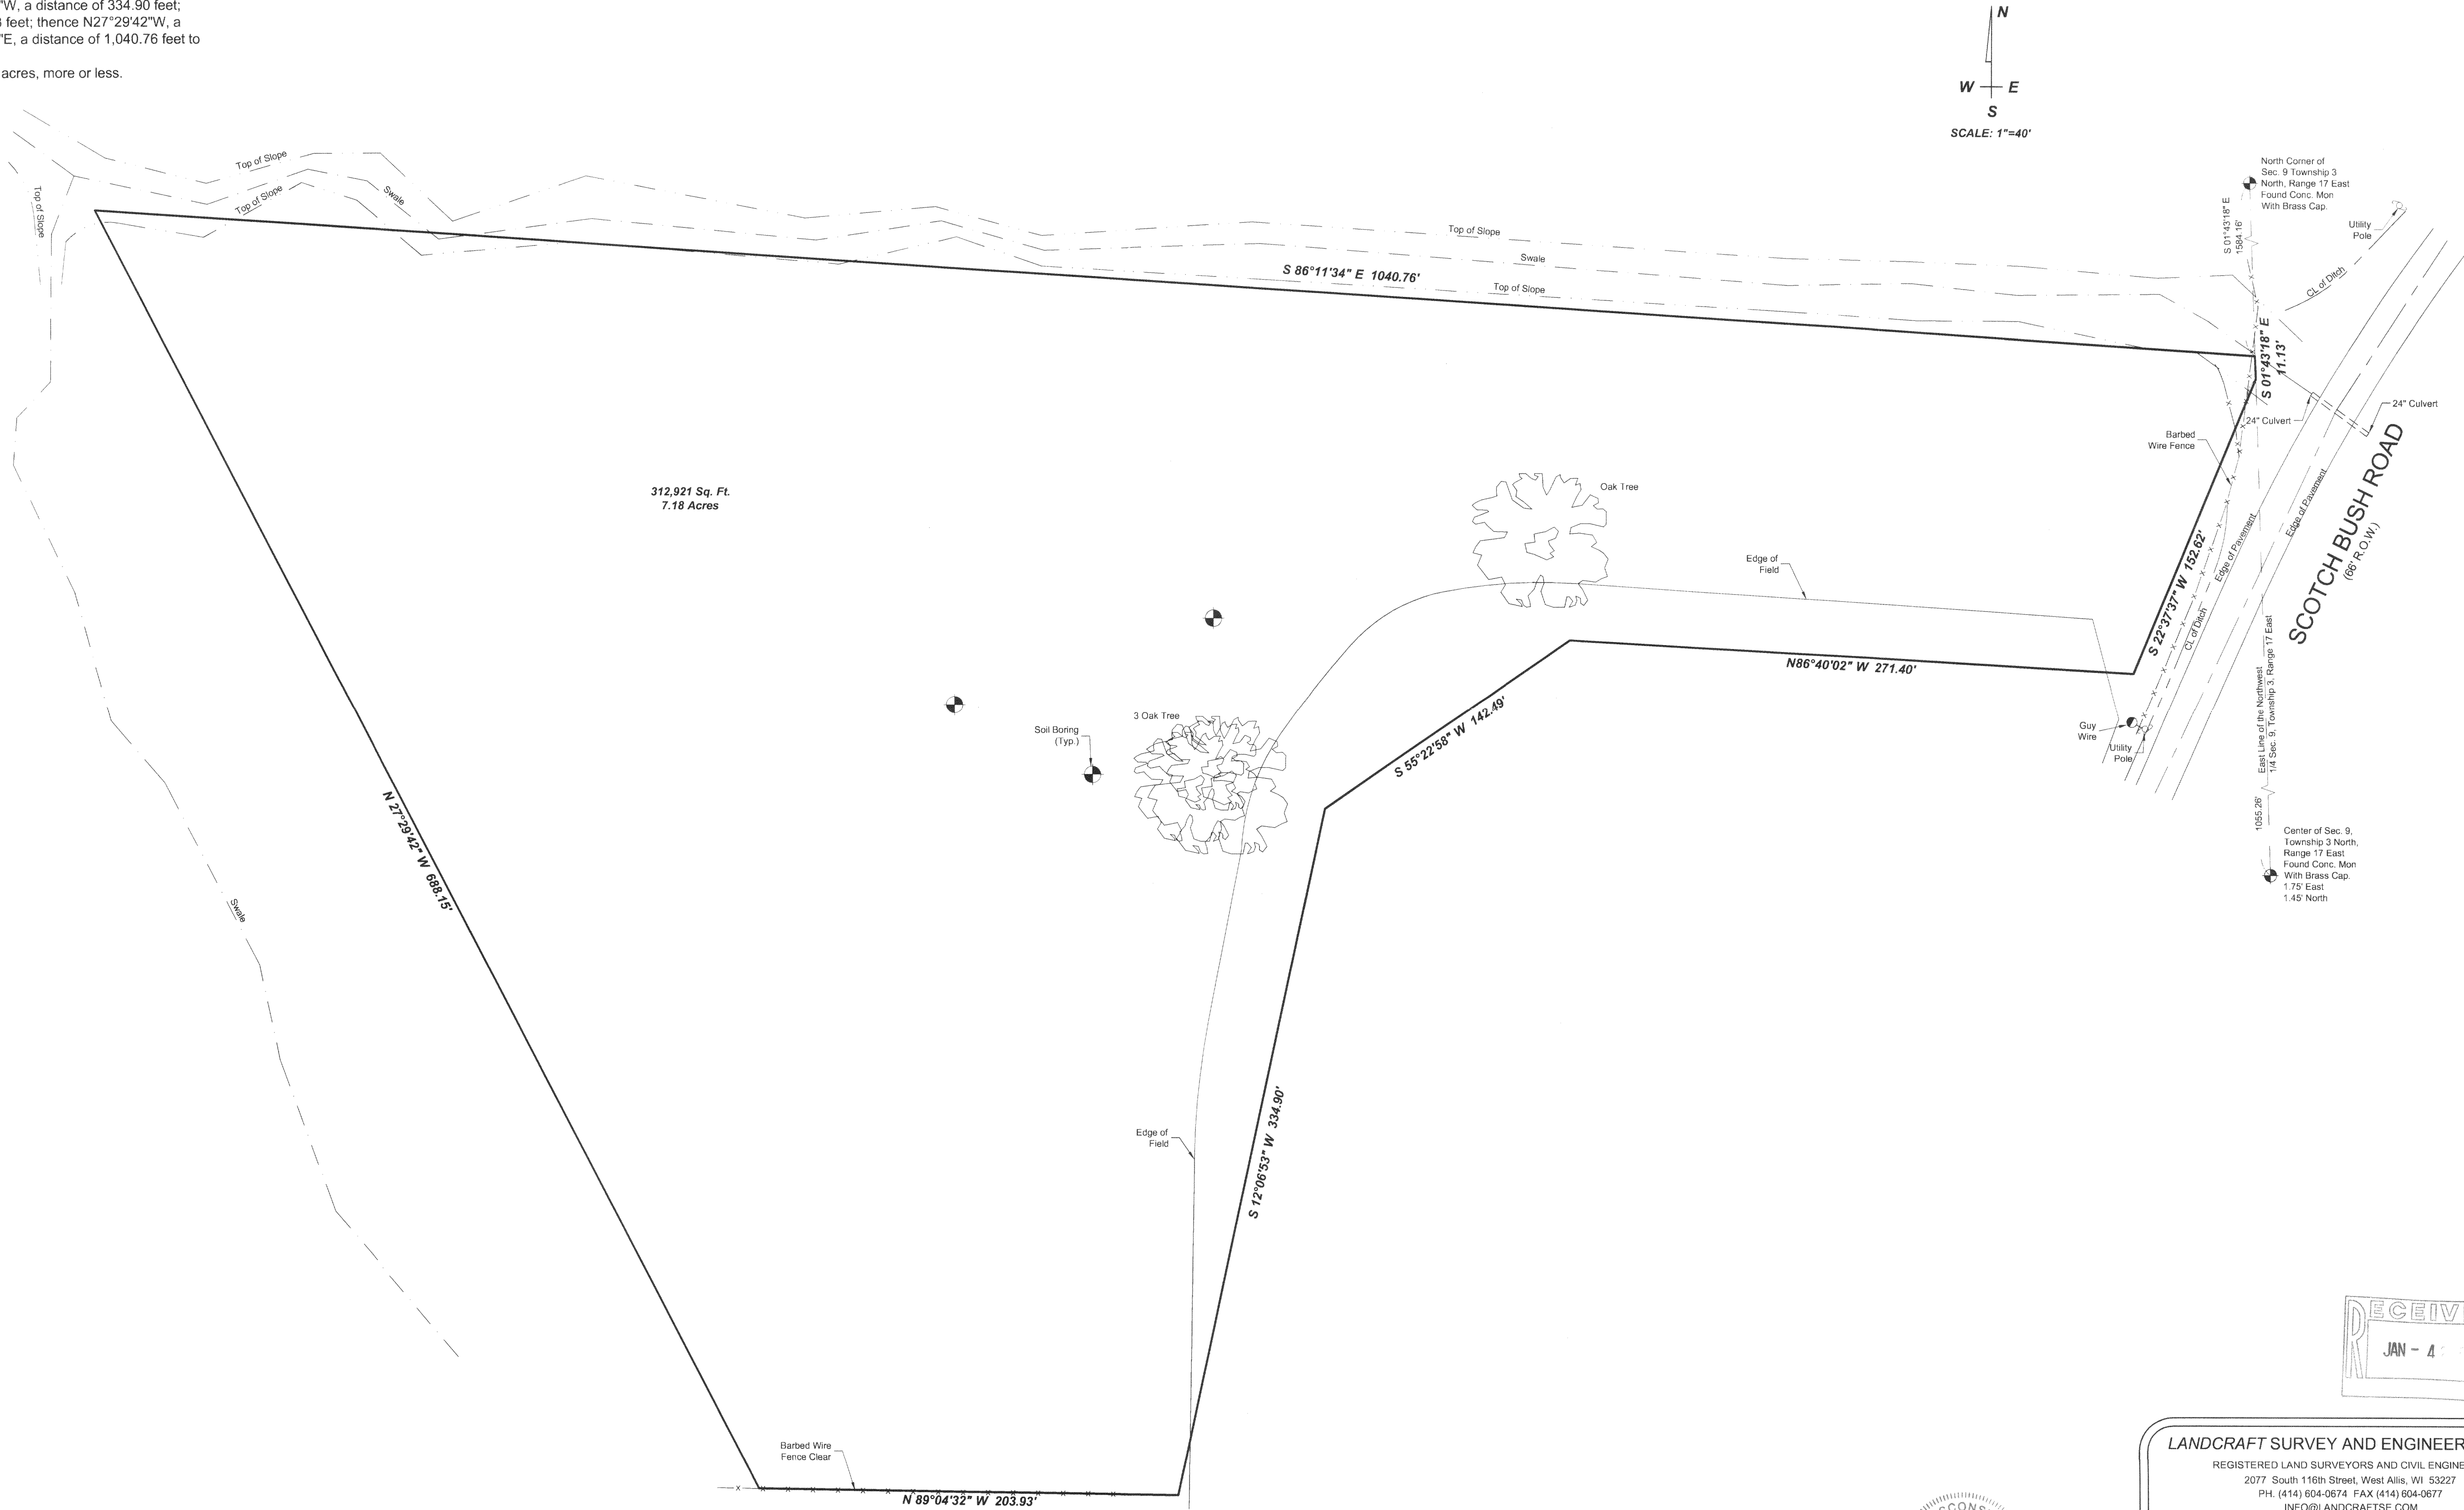 "W, a distance of 334.90 feet;
feet; thence N27°29'42"W, a
"E, a distance of 1,040.76 feet to
acres, more or less.
N
W E
S
SCALE: 1"=40'
North Corner of
Sec. 9 Township 3
North, Range 17 East
Found Conc. Mon
With Brass Cap.
S 01°43'18" E
1584.16'
Utility
Pole
CL of Ditch
Top of Slope
Top of Slope
Top of Slope
Swale
Top of Slope
Swale
Top of Slope
S 86°11'34" E 1040.76'
S 01°43'18" E
11.13'
24" Culvert
24" Culvert
Barbed
Wire Fence
SCOTCH BUSH ROAD
(66' R.O.W.)
Edge of Pavement
Edge of Pavement
CL of Ditch
S 22°37'37" W 152.62'
312,921 Sq. Ft.
7.18 Acres
Oak Tree
Edge of
Field
N86°40'02" W 271.40'
S 55°22'58" W 142.49'
3 Oak Tree
Soil Boring
(Typ.)
Guy
Wire
Utility
Pole
East Line of the Northwest
1/4 Sec. 9, Township 3, Range 17 East
1055.26'
Center of Sec. 9,
Township 3 North,
Range 17 East
Found Conc. Mon
With Brass Cap.
1.75' East
1.45' North
N 27°29'42" W 688.15'
Swale
Edge of
Field
S 12°06'53" W 334.90'
Barbed Wire
Fence Clear
N 89°04'32" W 203.93'
RECEIV
JAN - 4
LANDCRAFT SURVEY AND ENGINEER
REGISTERED LAND SURVEYORS AND CIVIL ENGINE
2077 South 116th Street, West Allis, WI 53227
PH. (414) 604-0674 FAX (414) 604-0677
INFO@LANDCRAFTSE.COM
SCONS